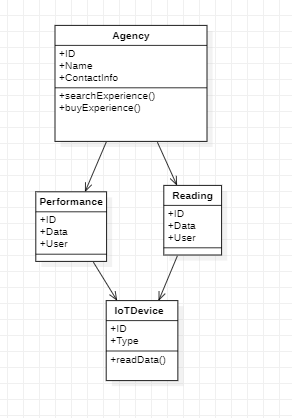 Agency
+ID
+Name
+ContactInfo
+searchExperience()
+buyExperience()
Performance
+ID
+Data
+User
Reading
+ID
+Data
+User
IoTDevice
+ID
+Type
+readData()